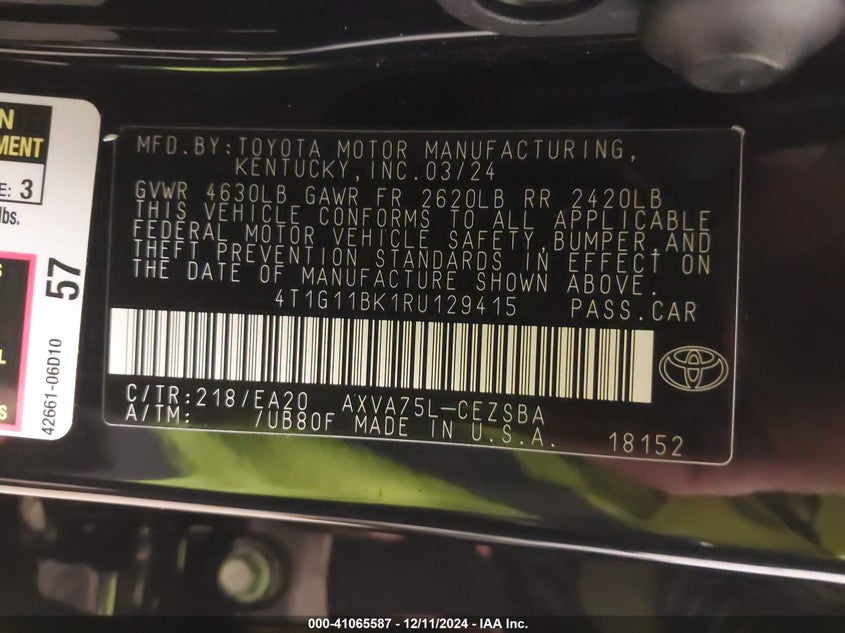 N
MENT
E: 3
lbs.
S
57
L
S
42661-06D10
MFD.BY:TOYOTA MOTOR MANUFACTURING,
KENTUCKY,INC.03/24
GVWR 4630LB GAWR FR 2620LB RR 2420LB
THIS VEHICLE CONFORMS TO ALL APPLICABLE
FEDERAL MOTOR VEHICLE SAFETY,BUMPER,AND
THEFT PREVENTION STANDARDS IN EFFECT ON
THE DATE OF MANUFACTURE SHOWN ABOVE.
4T1G11BK1RU129415 PASS.CAR
C/TR:218/EA20 AXVA75L-CEZSBA
A/TM: /UB80F MADE IN U.S.A.
18152
000-41065587 - 12/11/2024 - IAA Inc.